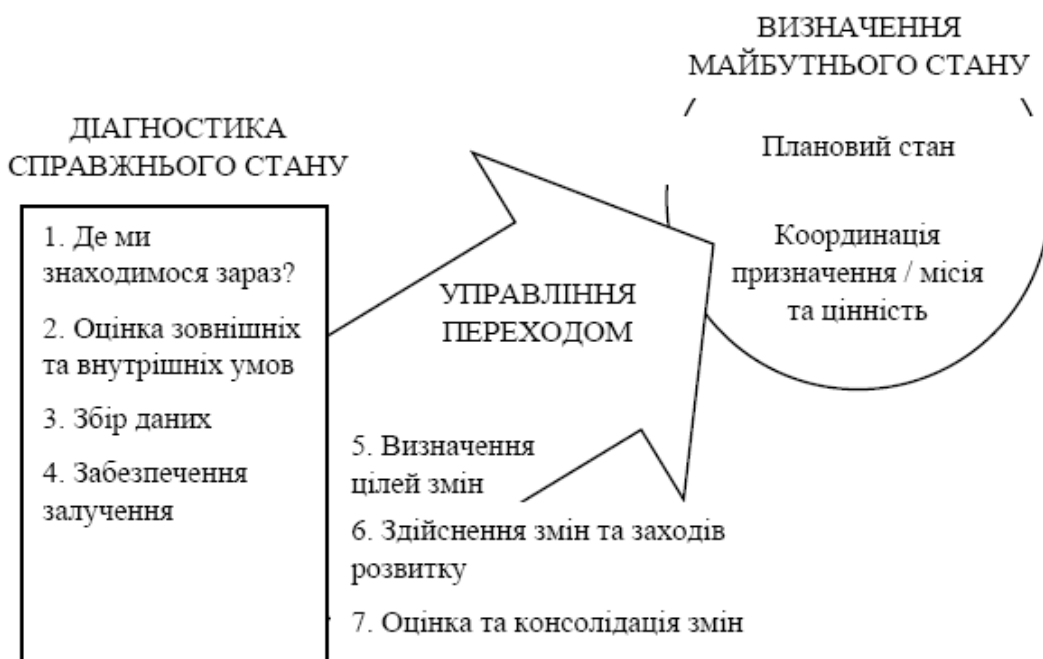 ВИЗНАЧЕННЯ
МАЙБУТНЬОГО СТАНУ
Плановий стан
Координація
призначення / місія
та цінність
ДІАГНОСТИКА
СПРАВЖНЬОГО СТАНУ
1. Де ми
знаходимося зараз?
2. Оцінка зовнішніх
та внутрішніх умов
3. Збір даних
4. Забезпечення
залучення
УПРАВЛІННЯ
ПЕРЕХОДОМ
5. Визначення
цілей змін
6. Здійснення змін та заходів
розвитку
7. Оцінка та консолідація змін